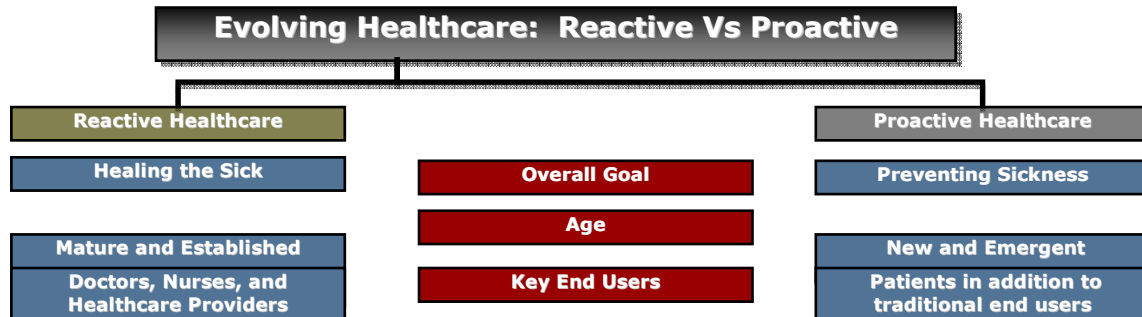 Evolving Healthcare: Reactive Vs Proactive
Reactive Healthcare
Proactive Healthcare
Healing the Sick
Overall Goal
Preventing Sickness
Age
Mature and Established
New and Emergent
Doctors, Nurses, and
Healthcare Providers
Key End Users
Patients in addition to
traditional end users